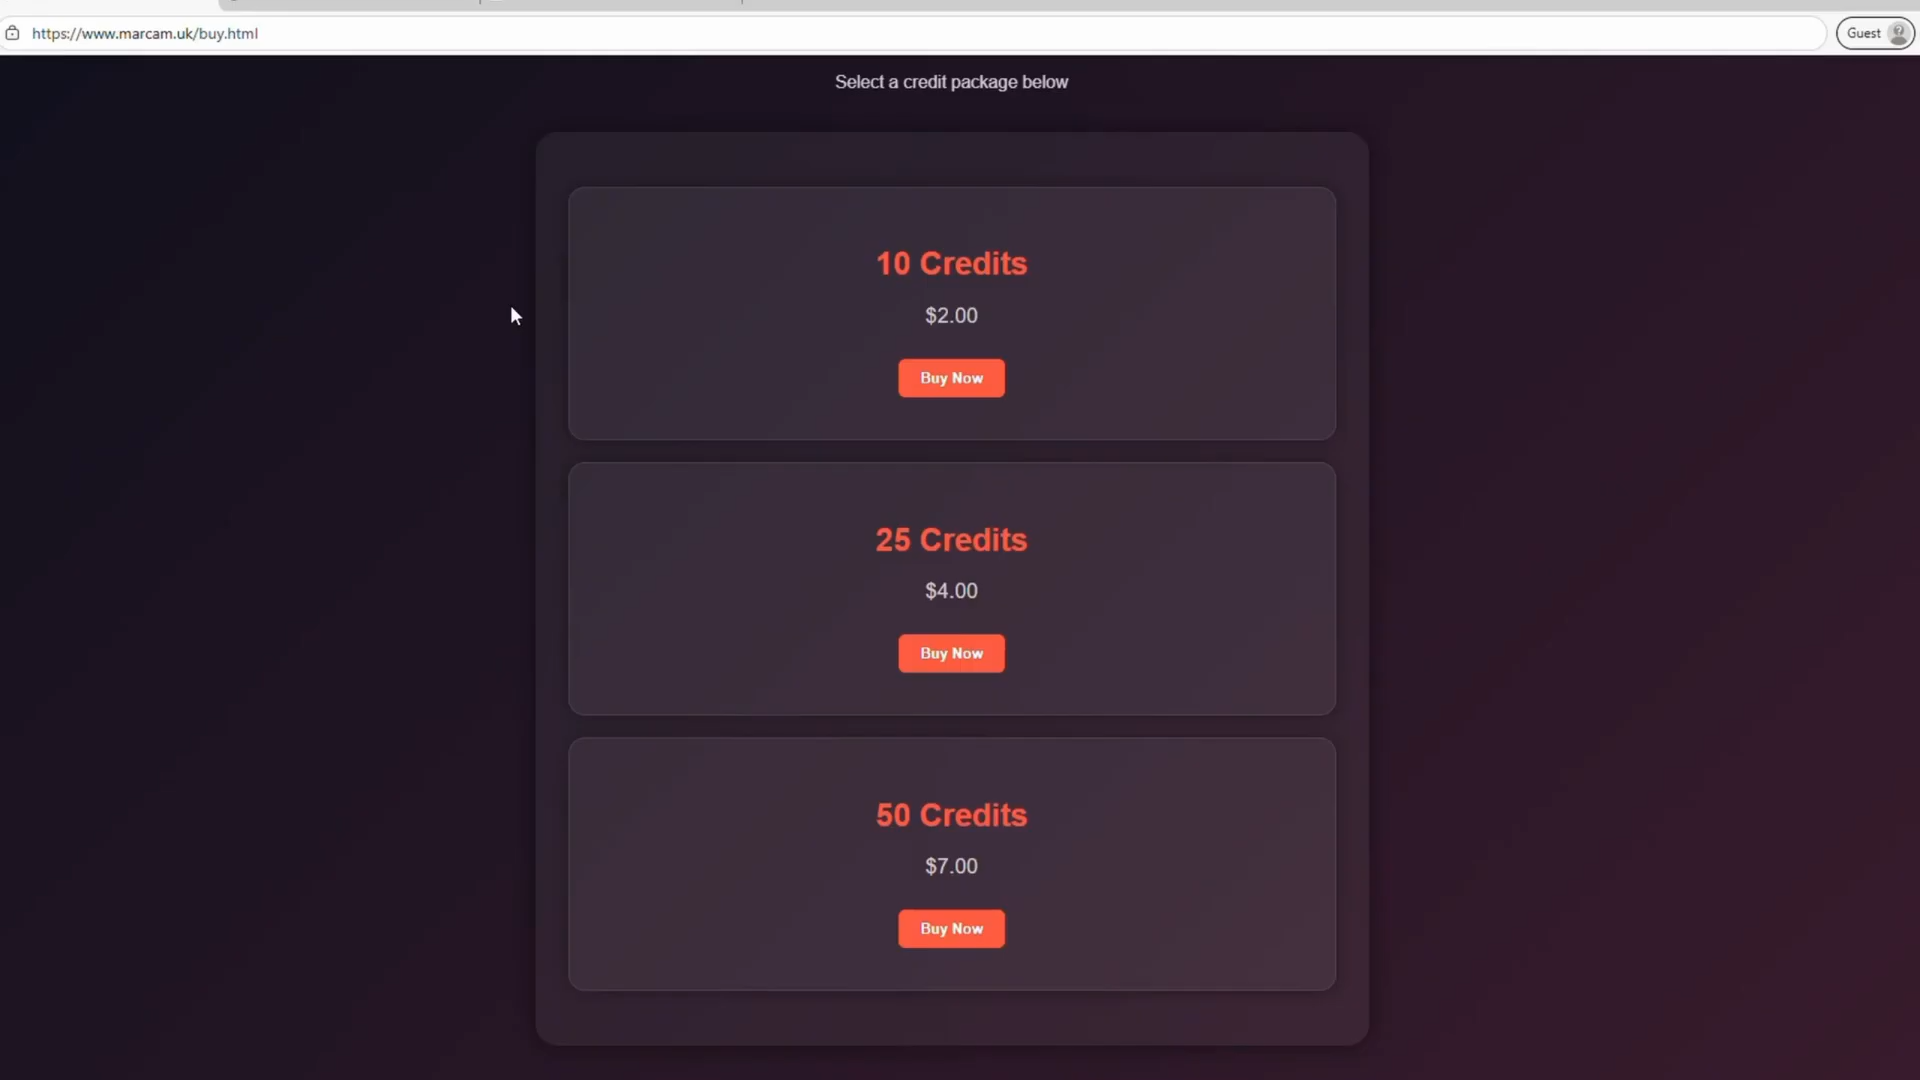 https://www.marcam.uk/buy.html
Guest
Select a credit package below
10 Credits
$2.00
Buy Now
25 Credits
$4.00
Buy Now
50 Credits
$7.00
Buy Now